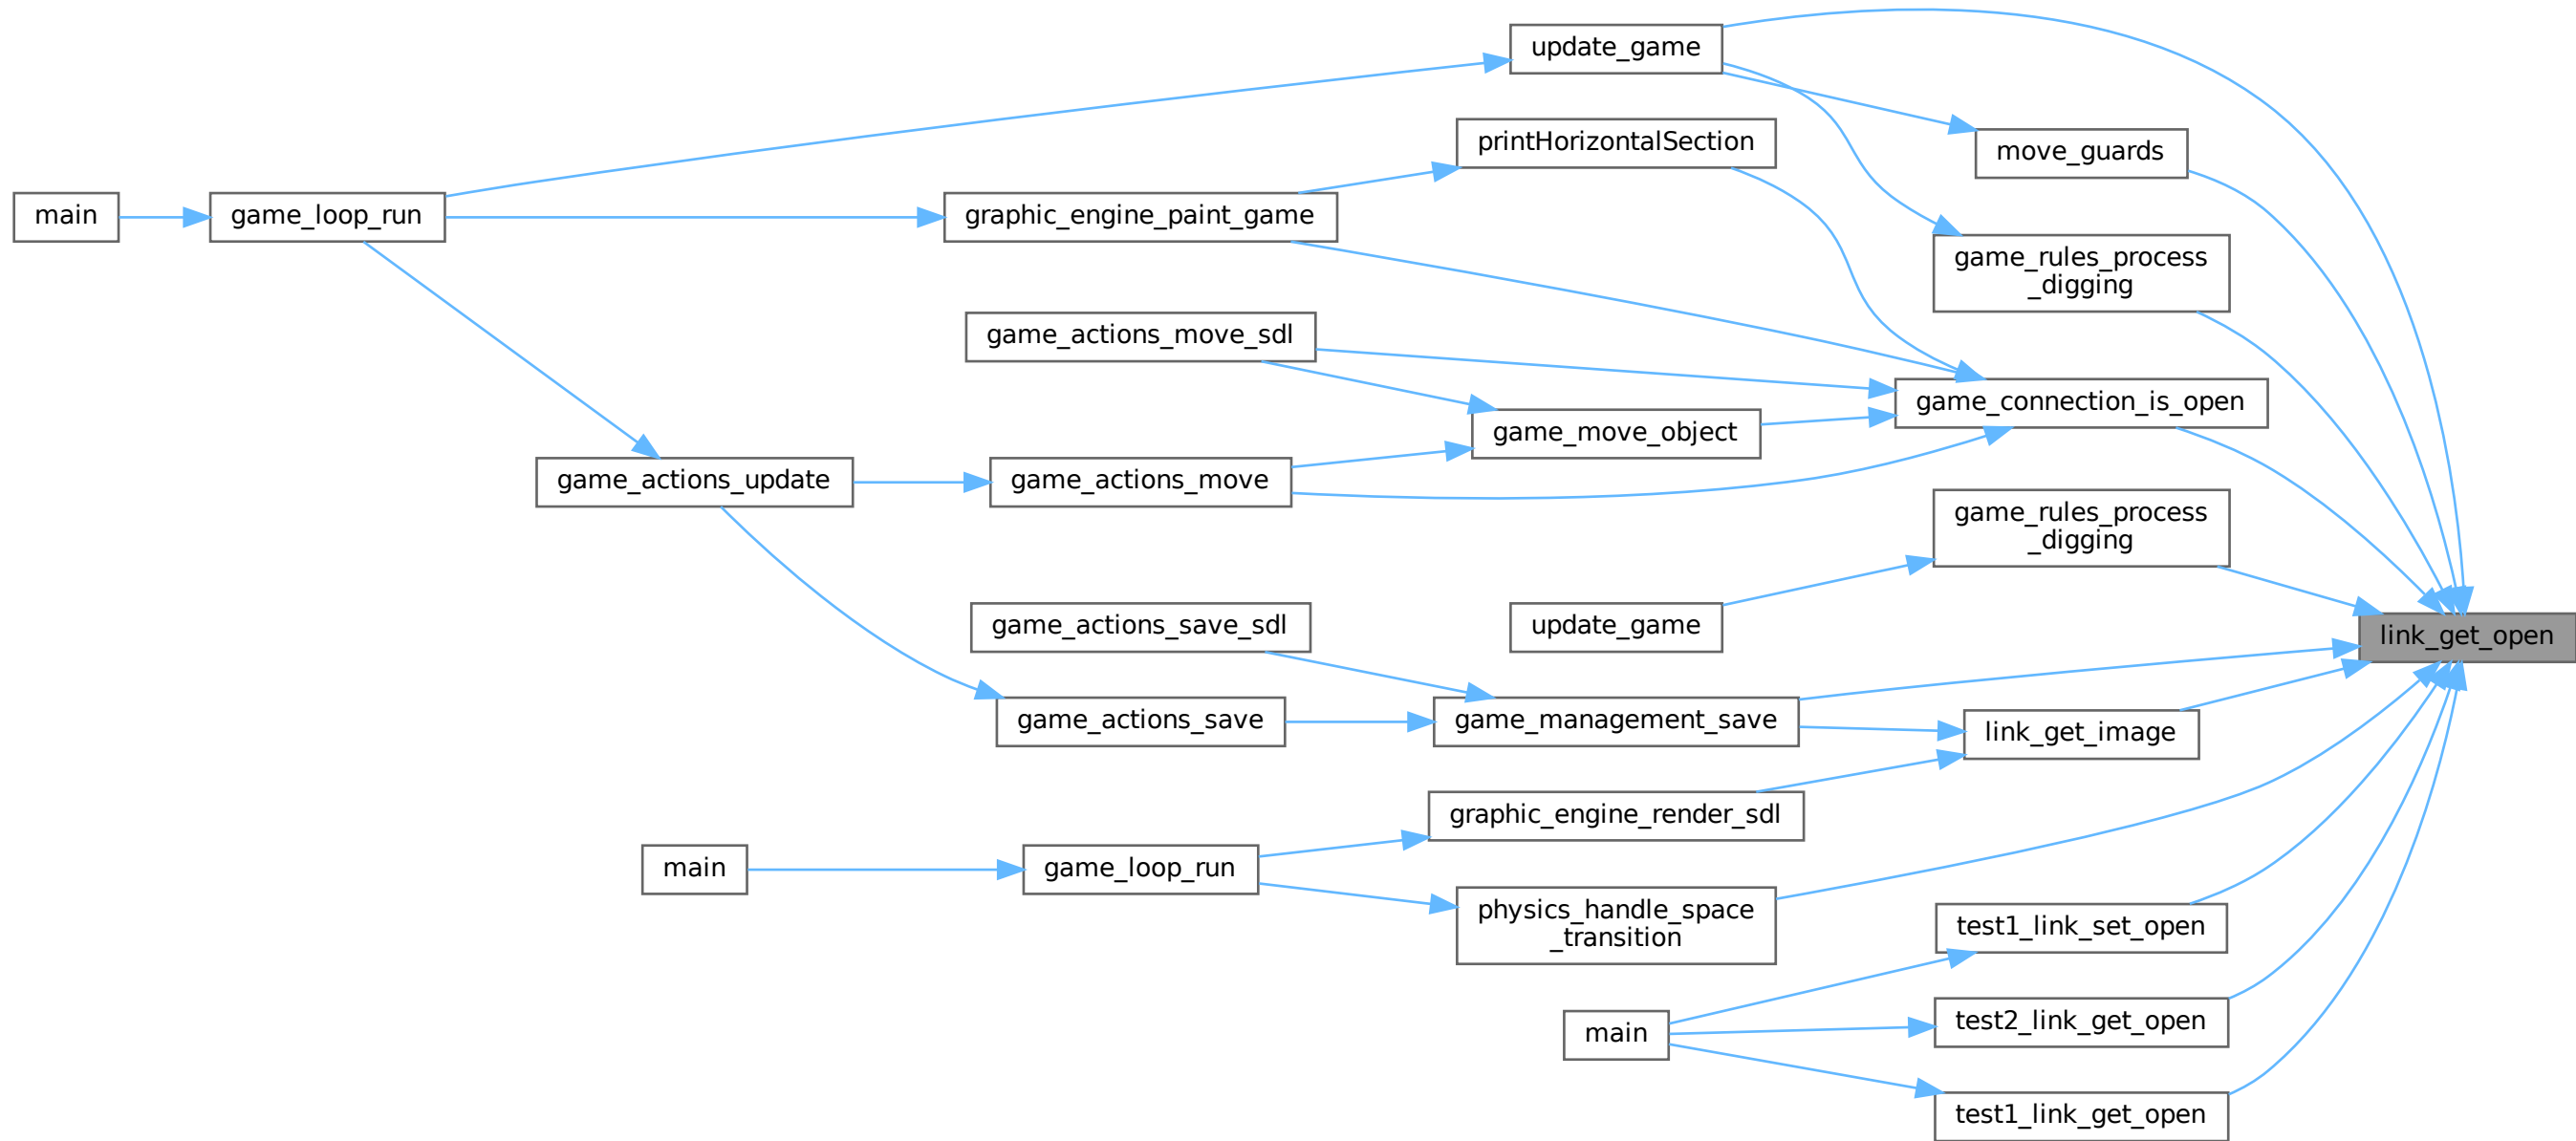 update_game
printHorizontalSection
move_guards
main
game_loop_run
graphic_engine_paint_game
game_rules_process
_digging
game_actions_move_sdl
game_connection_is_open
game_move_object
game_actions_update
game_actions_move
game_rules_process
_digging
game_actions_save_sdl
update_game
link_get_open
game_actions_save
game_management_save
link_get_image
graphic_engine_render_sdl
main
game_loop_run
physics_handle_space
_transition
test1_link_set_open
test2_link_get_open
main
test1_link_get_open